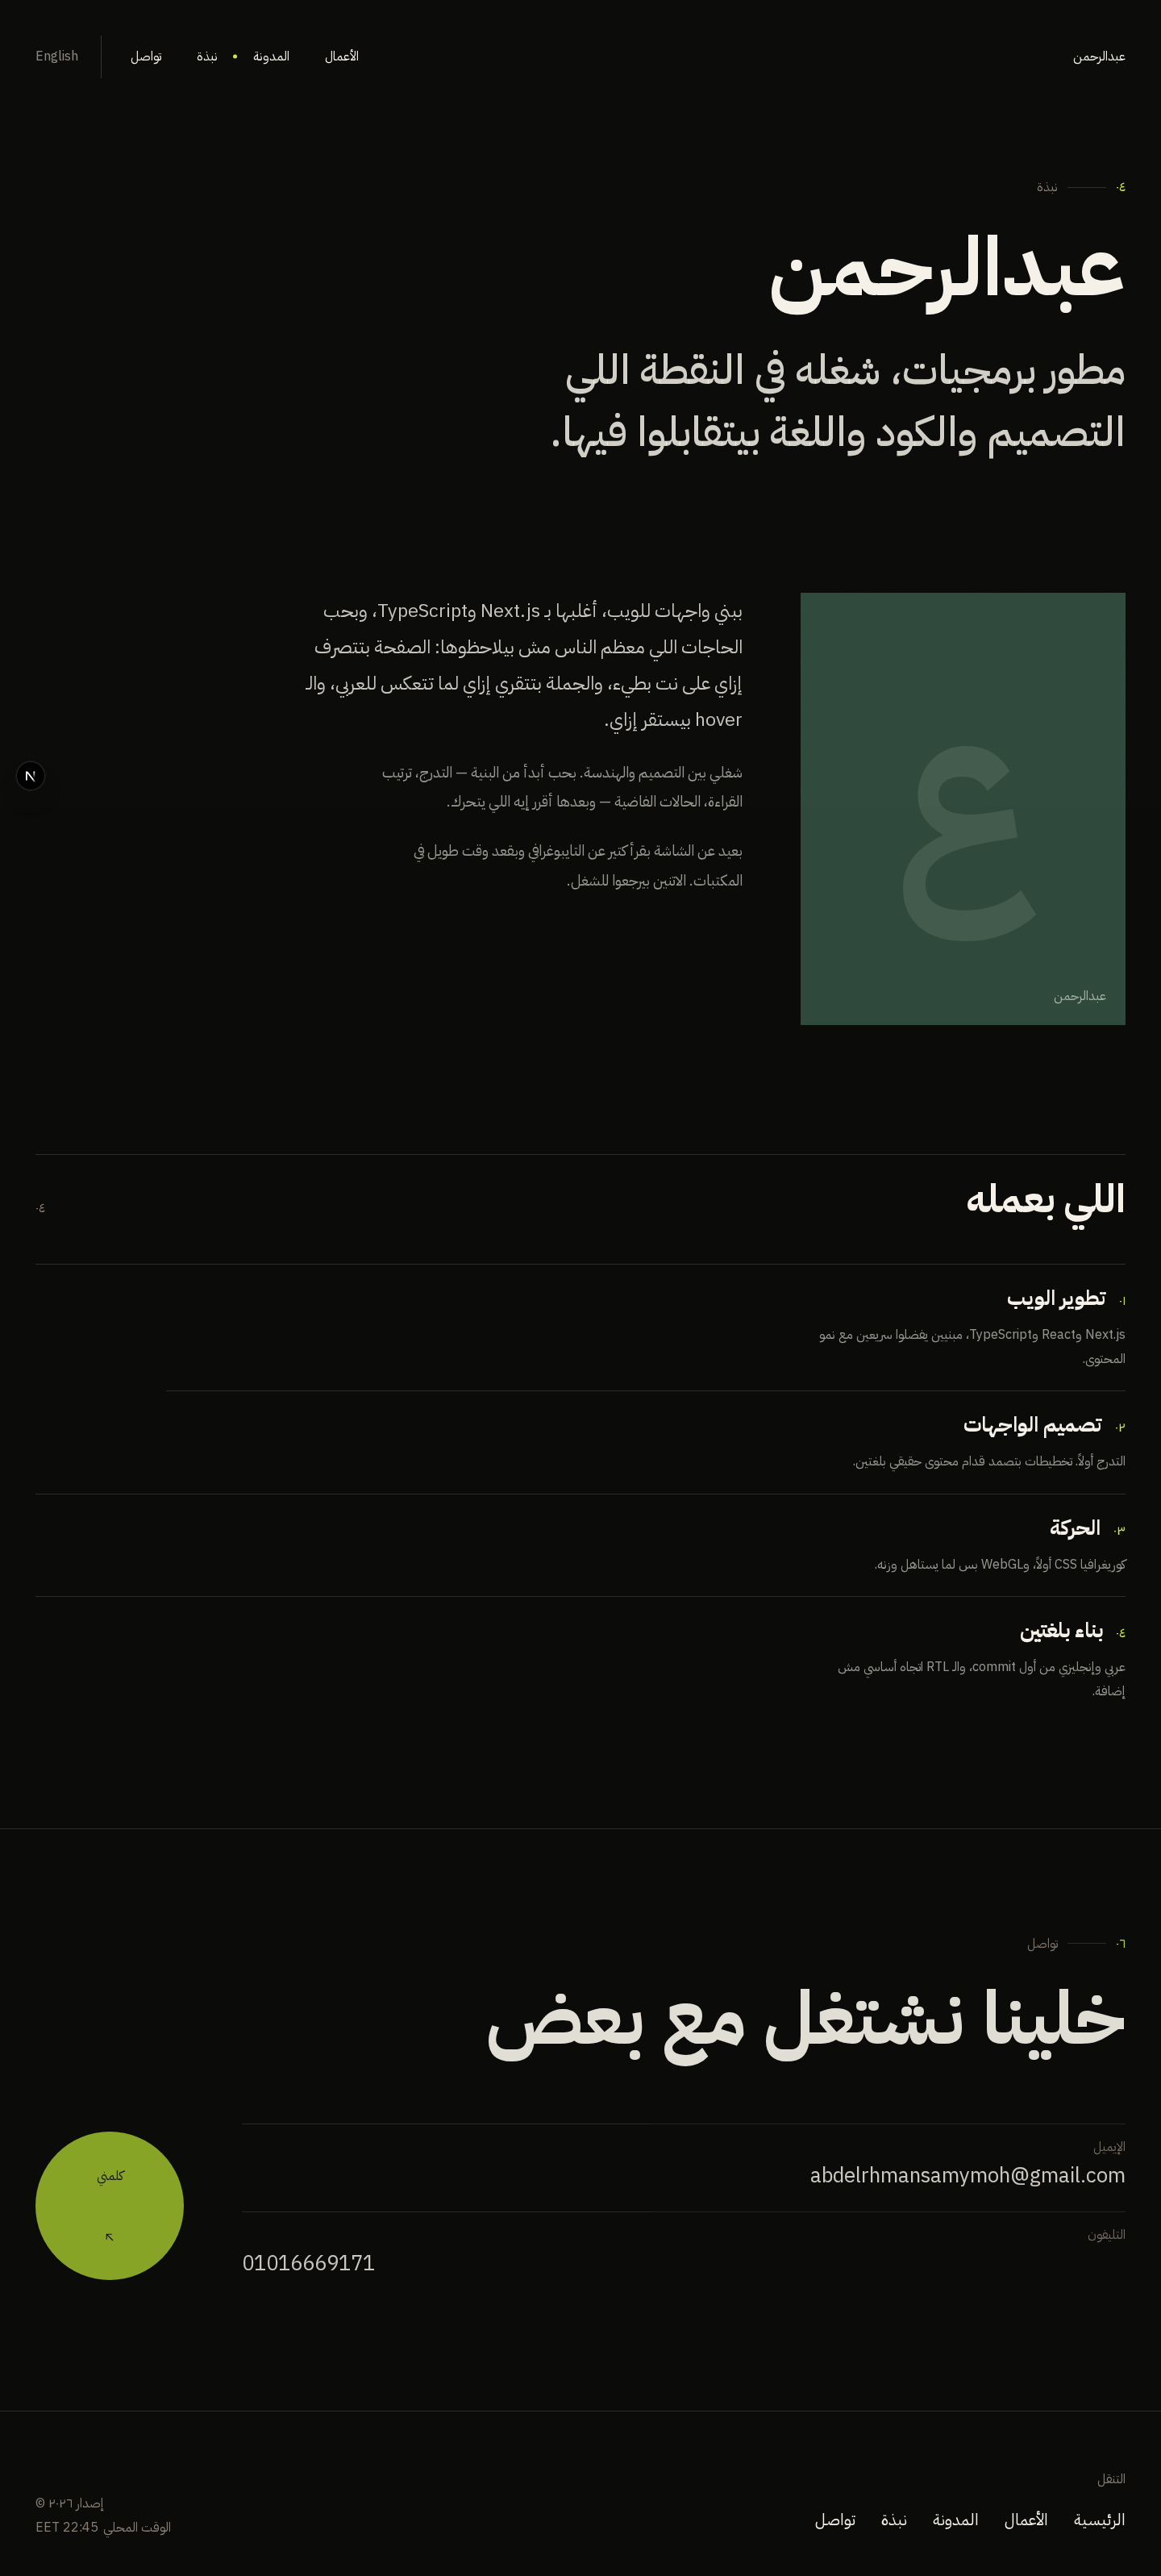 عبدالرحمن
الأعمال
المدونة
نبذة
تواصل
English
٠٤
نبذة
عبدالرحمن
مطور برمجيات، شغله في النقطة اللي
التصميم والكود واللغة بيتقابلوا فيها.
ع
عبدالرحمن
ببني واجهات للويب، أغلبها بـ Next.js وTypeScript، وبحب
الحاجات اللي معظم الناس مش بيلاحظوها: الصفحة بتتصرف
إزاي على نت بطيء، والجملة بتتقري إزاي لما تتعكس للعربي، والـ
hover بيستقر إزاي.
شغلي بين التصميم والهندسة. بحب أبدأ من البنية — التدرج، ترتيب
القراءة، الحالات الفاضية — وبعدها أقرر إيه اللي يتحرك.
بعيد عن الشاشة بقرأ كتير عن التايبوغرافي وبقعد وقت طويل في
المكتبات. الاتنين بيرجعوا للشغل.
N
اللي بعمله
٠٤
٠١ تطوير الويب
Next.js وReact وTypeScript، مبنيين يفضلوا سريعين مع نمو
المحتوى.
٠٢ تصميم الواجهات
التدرج أولاً. تخطيطات بتصمد قدام محتوى حقيقي بلغتين.
٠٣ الحركة
كوريغرافيا CSS أولاً، وWebGL بس لما يستاهل وزنه.
٠٤ بناء بلغتين
عربي وإنجليزي من أول commit، والـ RTL اتجاه أساسي مش
إضافة.
٠٦
تواصل
خلينا نشتغل مع بعض
الإيميل
abdelrhmansamymoh@gmail.com
التليفون
01016669171
كلمني
↖
التنقل
الرئيسية
الأعمال
المدونة
نبذة
تواصل
إصدار ٢٠٢٦ ©
الوقت المحلي 22:45 EET